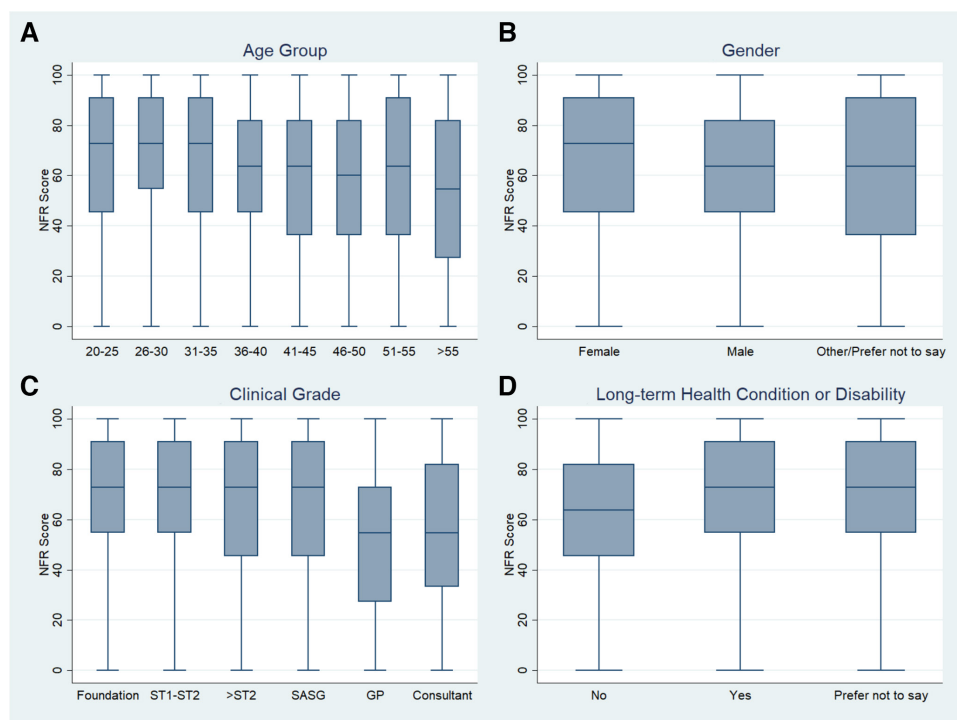 A
Age Group
NFR Score
100
80
60
40
20
0
20-25 26-30 31-35 36-40 41-45 46-50 51-55 >55
B
Gender
NFR Score
100
80
60
40
20
0
Female Male Other/Prefer not to say
C
Clinical Grade
NFR Score
100
80
60
40
20
0
Foundation ST1-ST2 >ST2 SASG GP Consultant
D
Long-term Health Condition or Disability
NFR Score
100
80
60
40
20
0
No Yes Prefer not to say